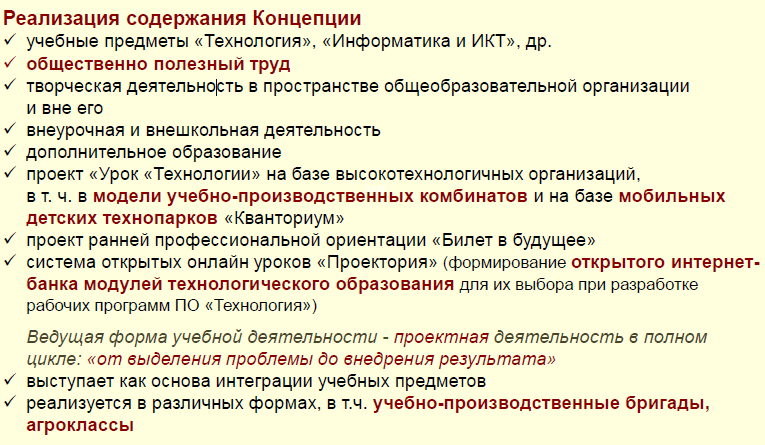 Реализация содержания Концепции
✓ учебные предметы «Технология», «Информатика и ИКТ», др.
✓ общественно полезный труд
✓ творческая деятельность в пространстве общеобразовательной организации
и вне его
✓ внеурочная и внешкольная деятельность
✓ дополнительное образование
✓ проект «Урок «Технологии» на базе высокотехнологичных организаций,
в т. ч. в модели учебно-производственных комбинатов и на базе мобильных
детских технопарков «Кванториум»
✓ проект ранней профессиональной ориентации «Билет в будущее»
✓ система открытых онлайн уроков «Проектория» (формирование открытого интернет-
банка модулей технологического образования для их выбора при разработке
рабочих программ ПО «Технология»)
Ведущая форма учебной деятельности - проектная деятельность в полном
цикле: «от выделения проблемы до внедрения результата»
✓ выступает как основа интеграции учебных предметов
✓ реализуется в различных формах, в т.ч. учебно-производственные бригады,
агроклассы